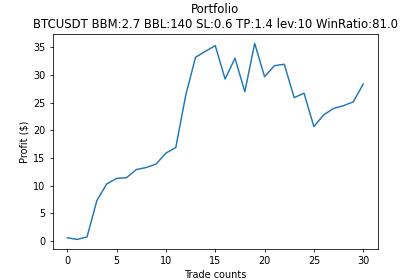 Portfolio
BTCUSDT BBM:2.7 BBL:140 SL:0.6 TP:1.4 lev:10 WinRatio:81.0
35
30
25
20
15
10
5
0
Profit ($)
0 5 10 15 20 25 30
Trade counts